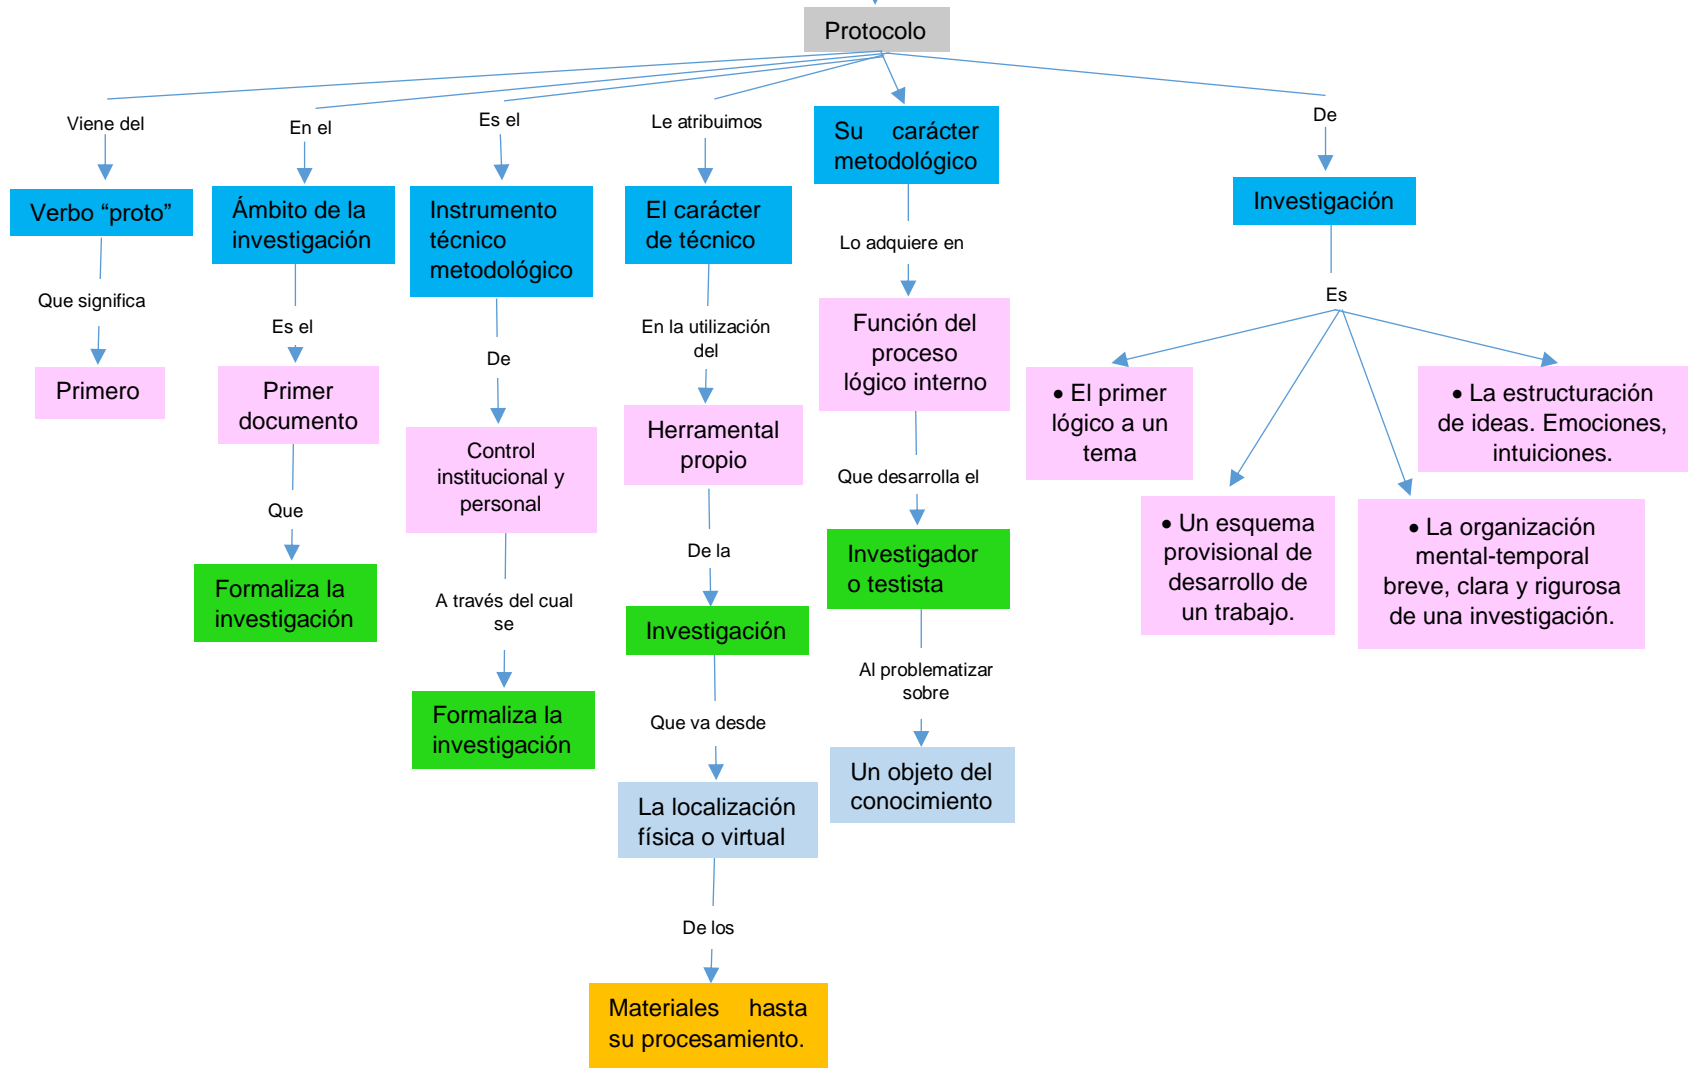 Protocolo
Viene del
Verbo “proto”
Que significa
Primero
En el
Ámbito de la
investigación
Es el
Primer
documento
Que
Formaliza la
investigación
Es el
Instrumento
técnico
metodológico
De
Control
institucional y
personal
A través del cual
se
Formaliza la
investigación
Le atribuimos
El carácter
de técnico
En la utilización
del
Herramental
propio
De la
Investigación
Que va desde
La localización
física o virtual
De los
Materiales hasta
su procesamiento.
Su carácter
metodológico
Lo adquiere en
Función del
proceso
lógico interno
Que desarrolla el
Investigador
o testista
Al problematizar
sobre
Un objeto del
conocimiento
De
Investigación
Es
• El primer
lógico a un
tema
• Un esquema
provisional de
desarrollo de
un trabajo.
• La organización
mental-temporal
breve, clara y rigurosa
de una investigación.
• La estructuración
de ideas. Emociones,
intuiciones.